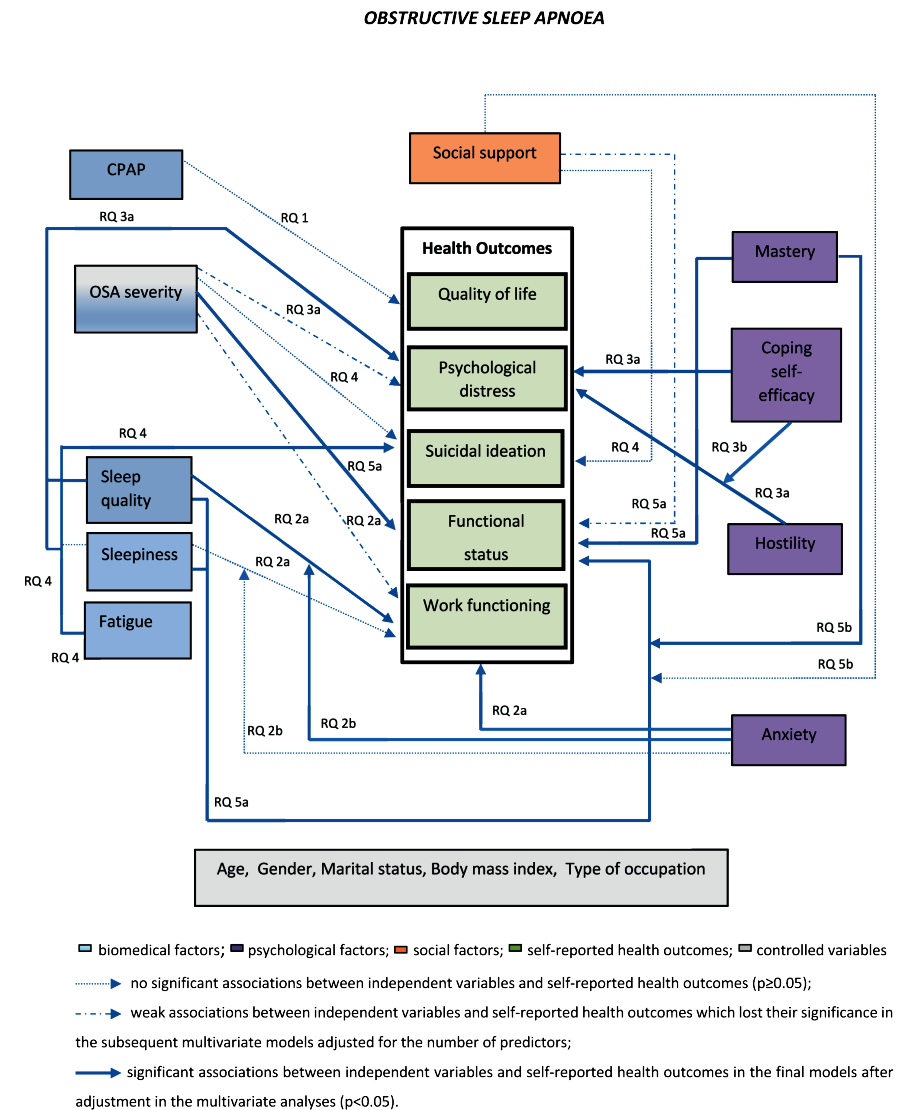 OBSTRUCTIVE SLEEP APNOEA
Social support
CPAP
RQ 3a
RQ 1
Health Outcomes
Mastery
OSA severity
Quality of life
RQ 3a
Psychological
distress
RQ 3a
Coping
self-
efficacy
RQ 4
RQ 4
Suicidal ideation
RQ 4
RQ 3b
RQ 5a
Sleep
quality
RQ 3a
RQ 2a
RQ 2a
Functional
status
RQ 5a
RQ 5a
Hostility
Sleepiness
RQ 2a
RQ 4
Fatigue
Work functioning
RQ 4
RQ 5b
RQ 5b
RQ 2a
RQ 2b
RQ 2b
Anxiety
RQ 5a
Age, Gender, Marital status, Body mass index, Type of occupation
biomedical factors; psychological factors; social factors; self-reported health outcomes; controlled variables
no significant associations between independent variables and self-reported health outcomes (p≥0.05);
weak associations between independent variables and self-reported health outcomes which lost their significance in
the subsequent multivariate models adjusted for the number of predictors;
significant associations between independent variables and self-reported health outcomes in the final models after
adjustment in the multivariate analyses (p<0.05).